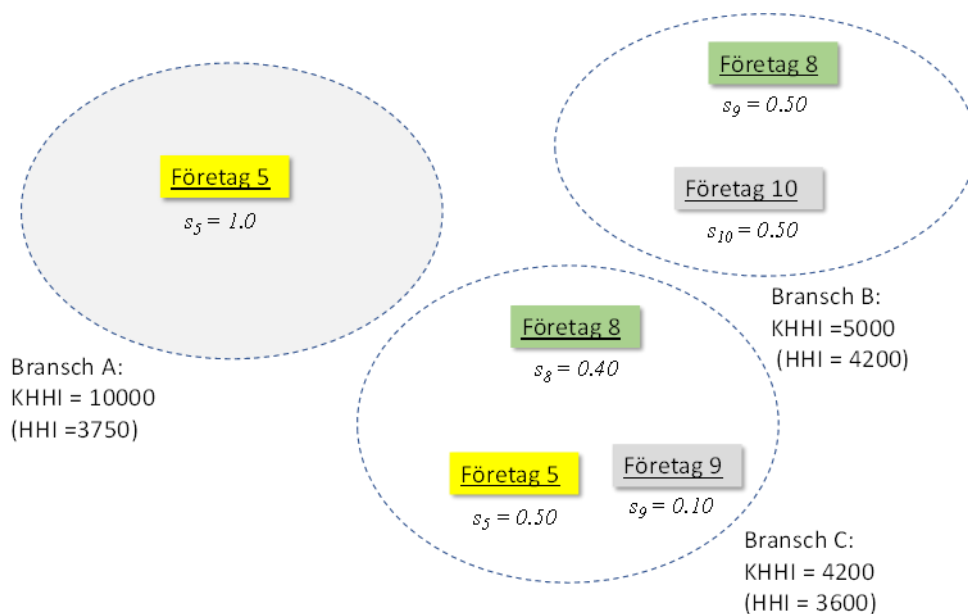 Företag 5
s5 = 1.0
Bransch A:
KHHI = 10000
(HHI =3750)
Företag 8
s9 = 0.50
Företag 10
s10 = 0.50
Bransch B:
KHHI =5000
(HHI = 4200)
Företag 8
s8 = 0.40
Företag 5
s5 = 0.50
Företag 9
s9 = 0.10
Bransch C:
KHHI = 4200
(HHI = 3600)